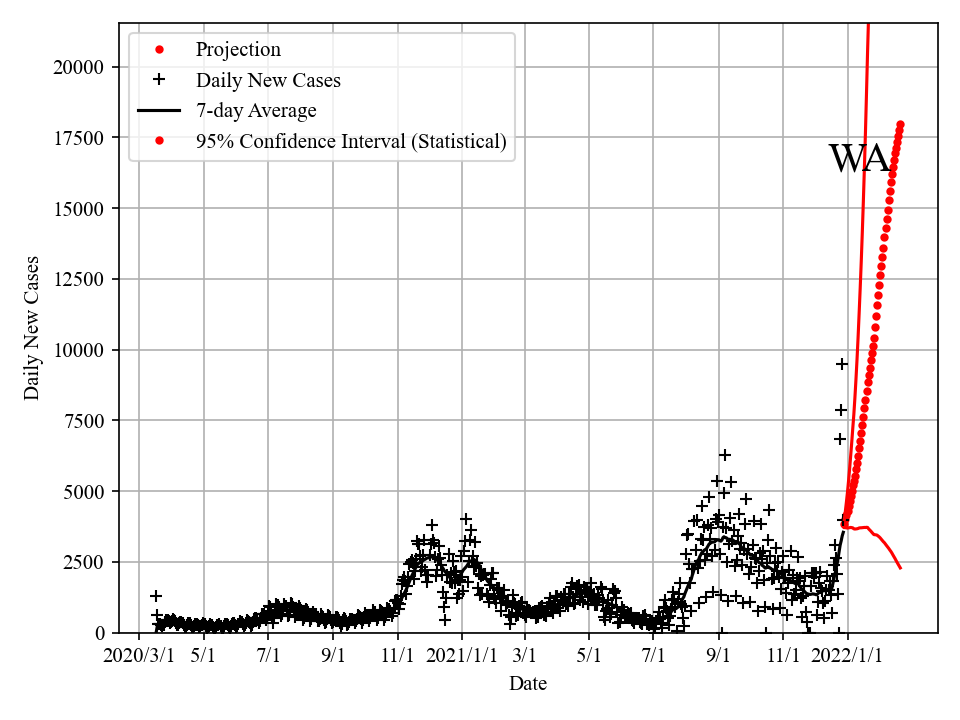 20000
17500
15000
12500
10000
7500
5000
2500
0
Daily New Cases
Projection
Daily New Cases
7-day Average
95% Confidence Interval (Statistical)
WA
2020/3/1 5/1 7/1 9/1 11/1 2021/1/1 3/1 5/1 7/1 9/1 11/1 2022/1/1
Date